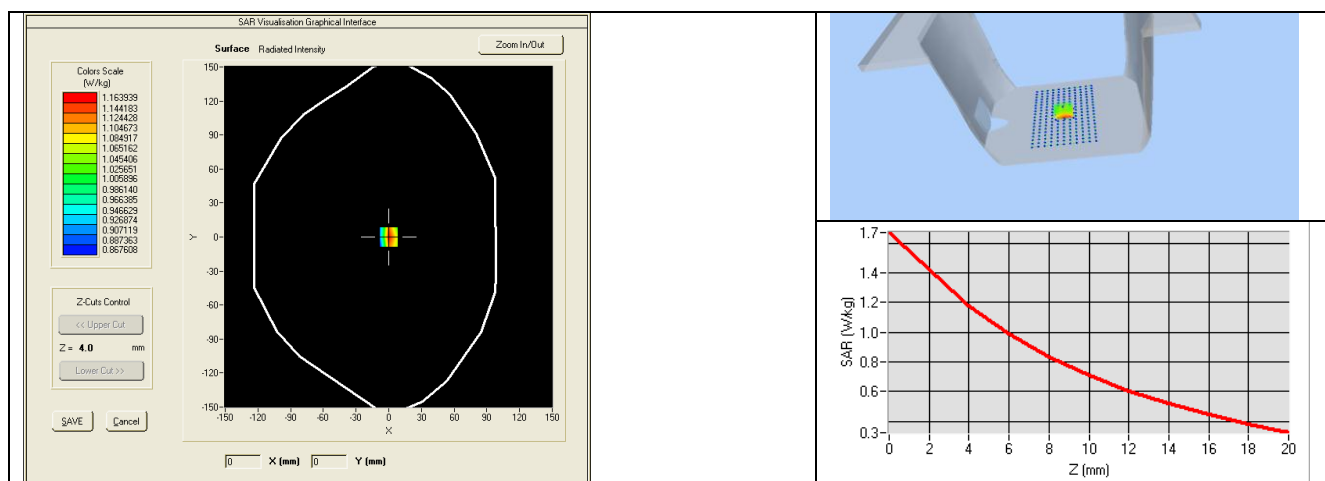 SAR Visualisation Graphical Interface
Surface Radiated Intensity
Zoom In/Out
Colors Scale
(W/kg)
1.163939
1.144183
1.124428
1.104673
1.084917
1.065162
1.045406
1.025651
1.005896
0.986140
0.966385
0.946629
0.926874
0.907119
0.887363
0.867608
Z-Cuts Control
<< Upper Cut
Z = 4.0 mm
Lower Cut >>
SAVE Cancel
150
120
90
60
30
0
-30
-60
-90
-120
-150
Y
-150 -120 -90 -60 -30 0 30 60 90 120 150
X
0 X (mm) 0 Y (mm)
1.7
1.4
1.2
1.0
0.8
0.6
0.3
SAR (W/kg)
0 2 4 6 8 10 12 14 16 18 20
Z (mm)